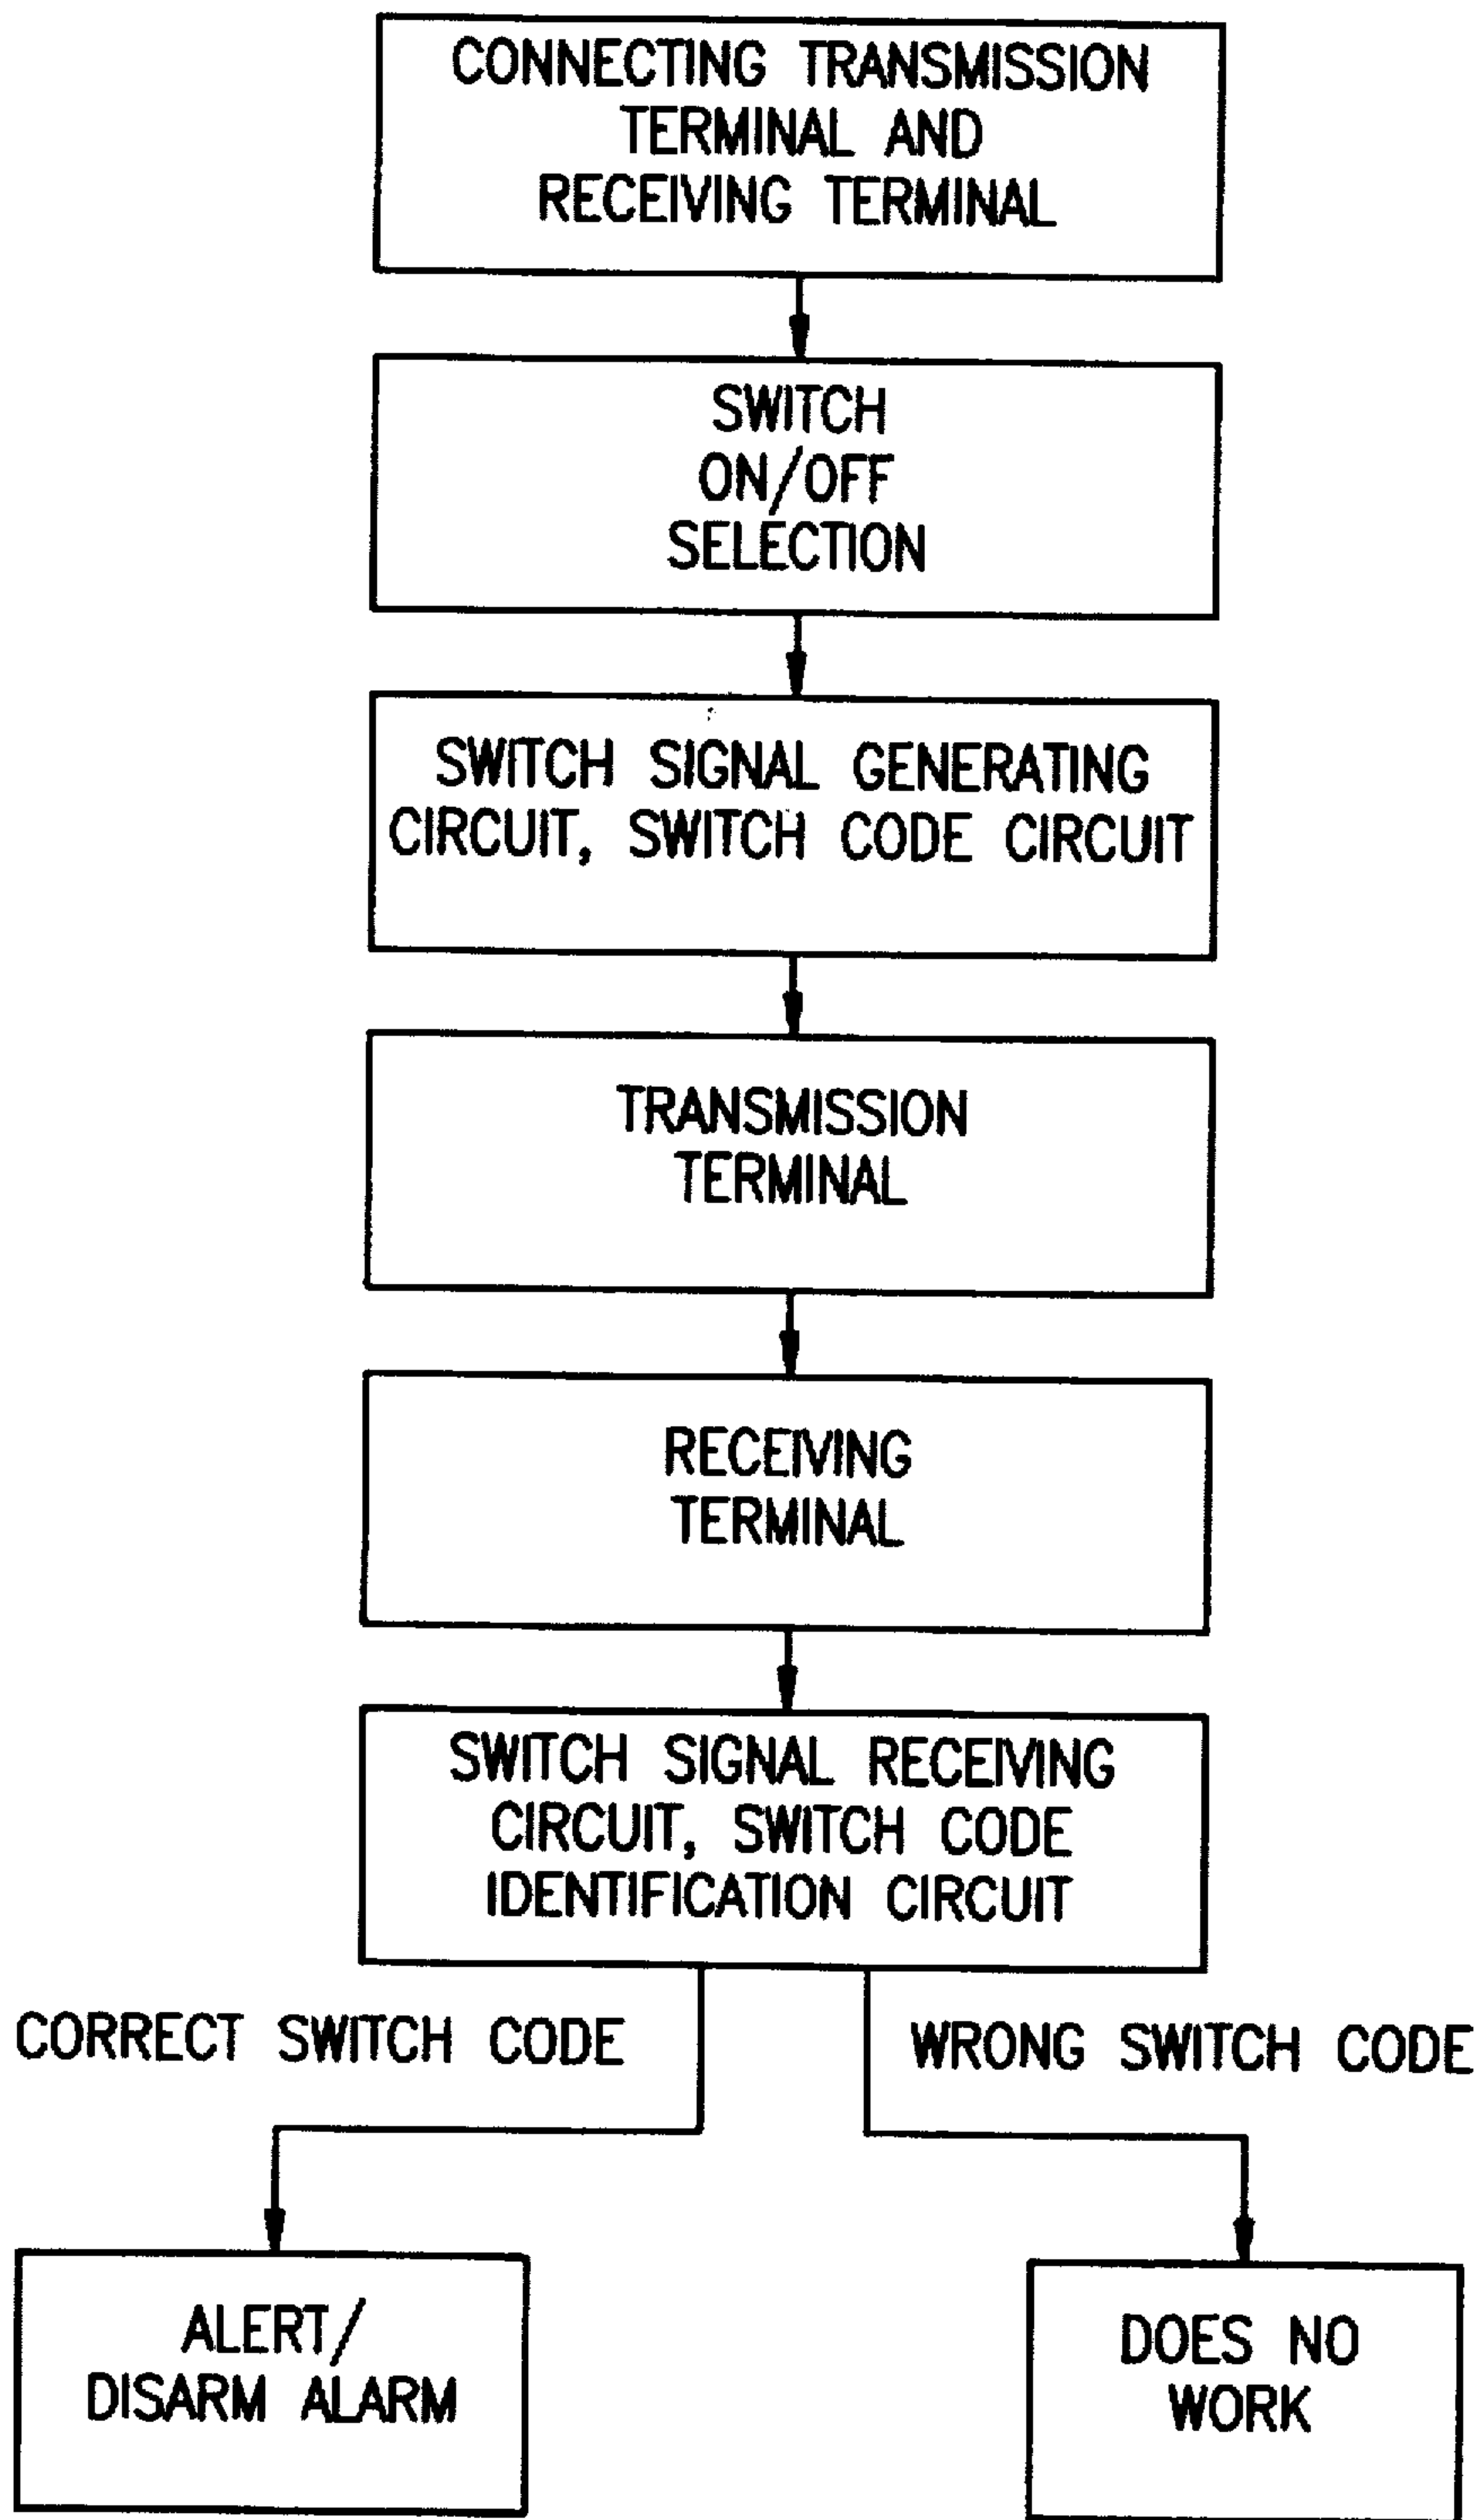 CONNECTING TRANSMISSION
TERMINAL AND
RECEIVING TERMINAL
SWITCH
ON/OFF
SELECTION
SWITCH SIGNAL GENERATING
CIRCUIT, SWITCH CODE CIRCUIT
TRANSMISSION
TERMINAL
RECEIVING
TERMINAL
SWITCH SIGNAL RECEIVING
CIRCUIT, SWITCH CODE
IDENTIFICATION CIRCUIT
CORRECT SWITCH CODE
WRONG SWITCH CODE
ALERT/
DISARM ALARM
DOES NO
WORK